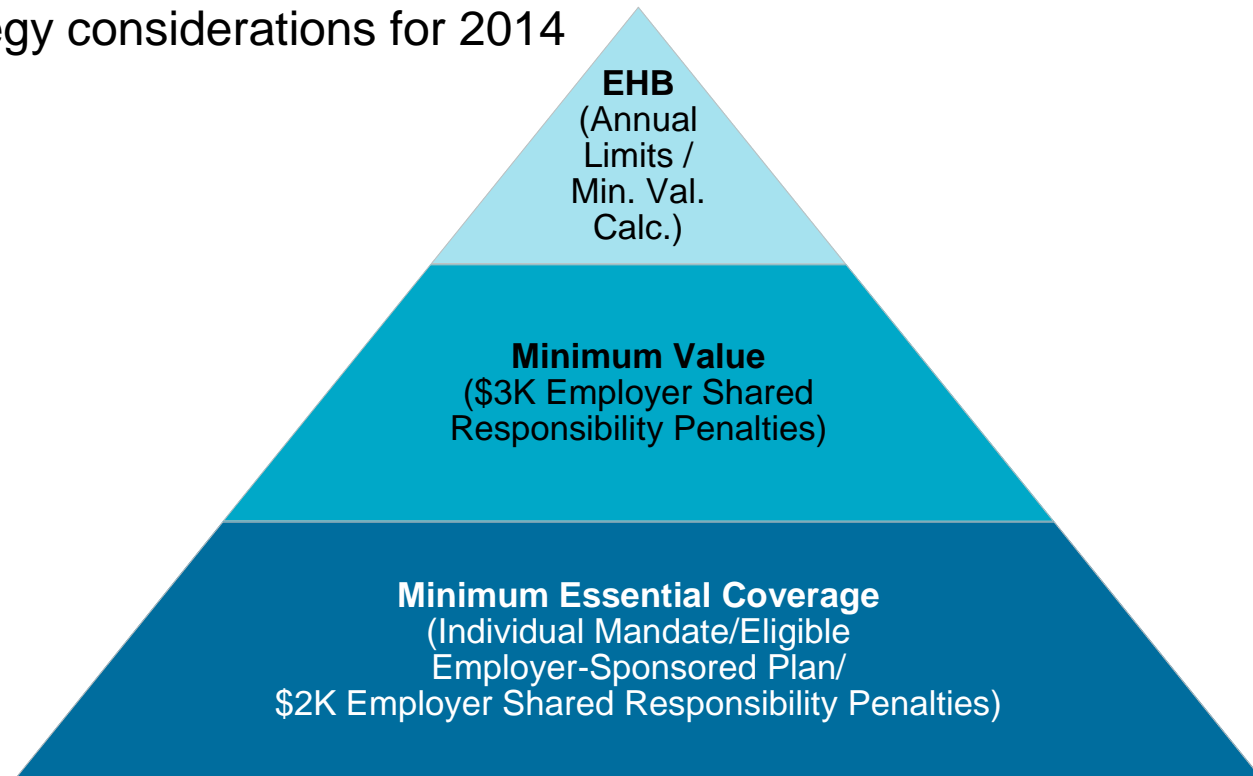 egy considerations for 2014
EHB
(Annual
Limits /
Min. Val.
Calc.)
Minimum Value
($3K Employer Shared
Responsibility Penalties)
Minimum Essential Coverage
(Individual Mandate/Eligible
Employer-Sponsored Plan/
$2K Employer Shared Responsibility Penalties)